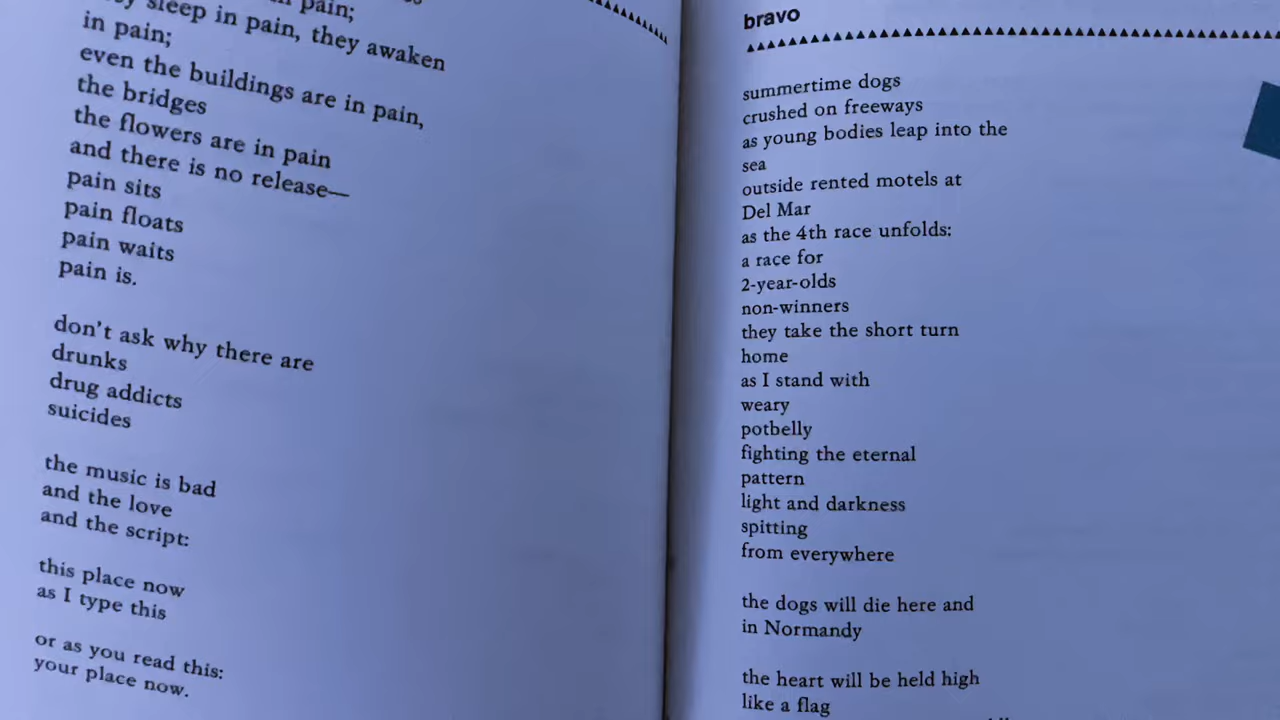 pain;
sleep in pain, they awaken
in pain;
even the buildings are in pain,
the bridges
the flowers are in pain
and there is no release—
pain sits
pain floats
pain waits
pain is.
don't ask why there are
drunks
drug addicts
suicides
the music is bad
and the love
and the script:
this place now
as I type this
or as you read this:
your place now.
bravo
summertime dogs
crushed on freeways
as young bodies leap into the
sea
outside rented motels at
Del Mar
as the 4th race unfolds:
a race for
2-year-olds
non-winners
they take the short turn
home
as I stand with
weary
potbelly
fighting the eternal
pattern
light and darkness
spitting
from everywhere
the dogs will die here and
in Normandy
the heart will be held high
like a flag